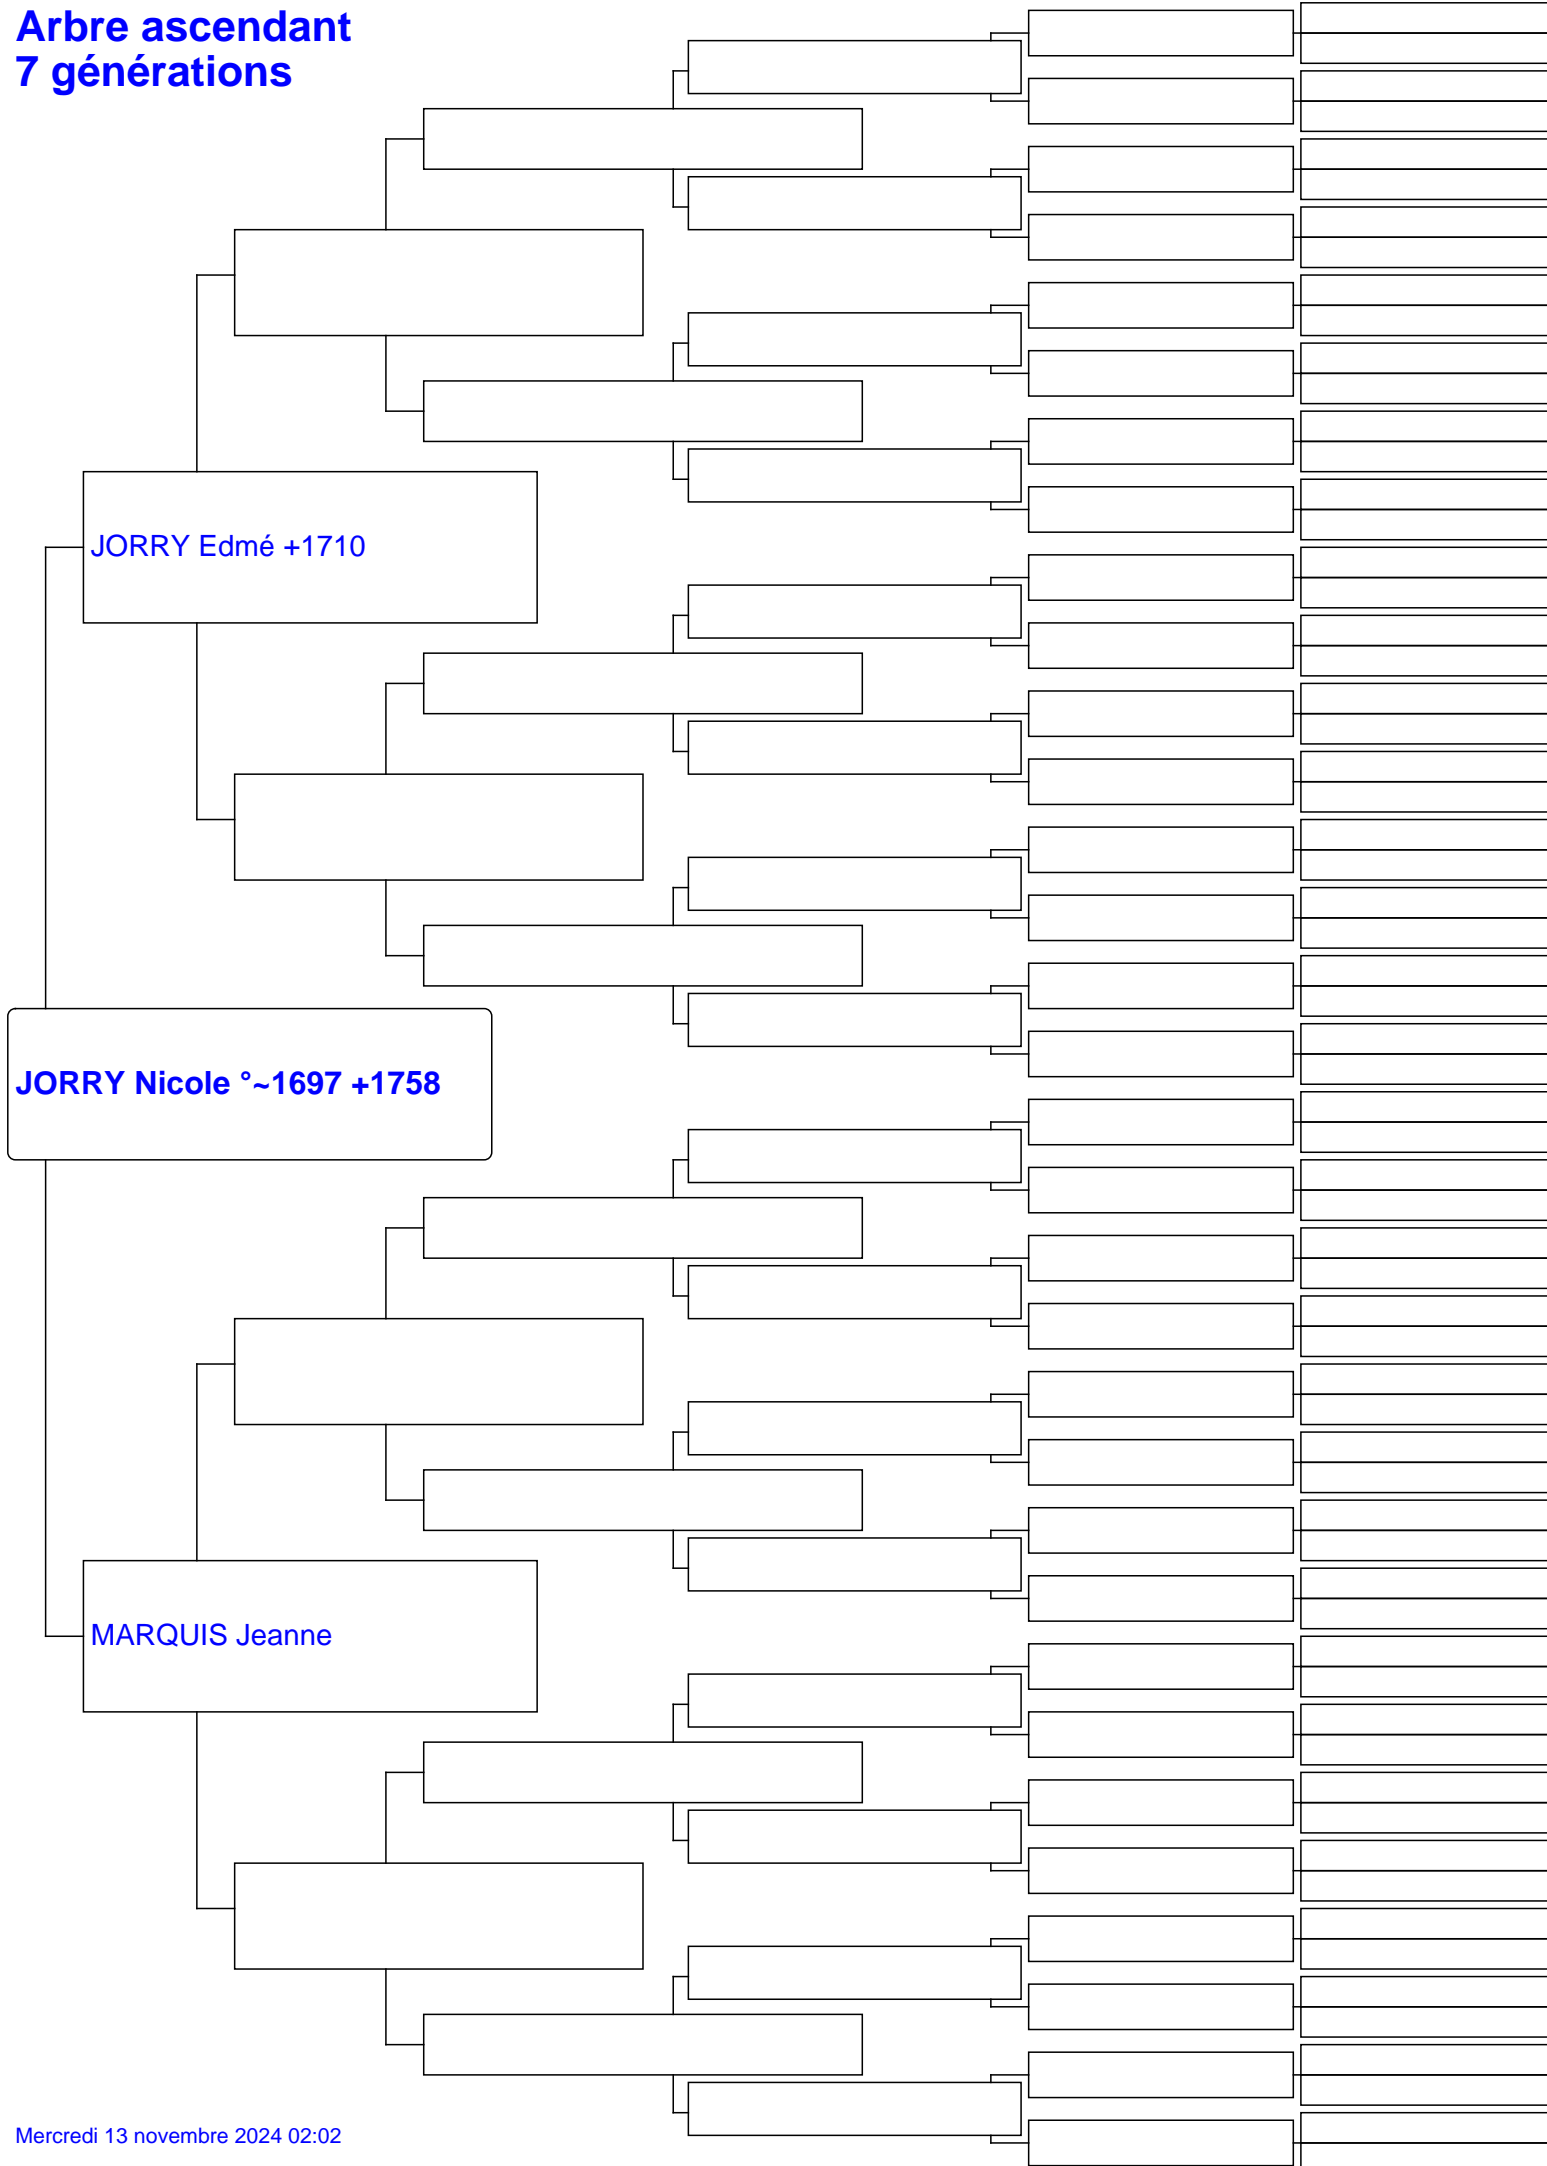 Arbre ascendant
7 générations
JORRY Edmé +1710
JORRY Nicole °~1697 +1758
MARQUIS Jeanne
Mercredi 13 novembre 2024 02:02